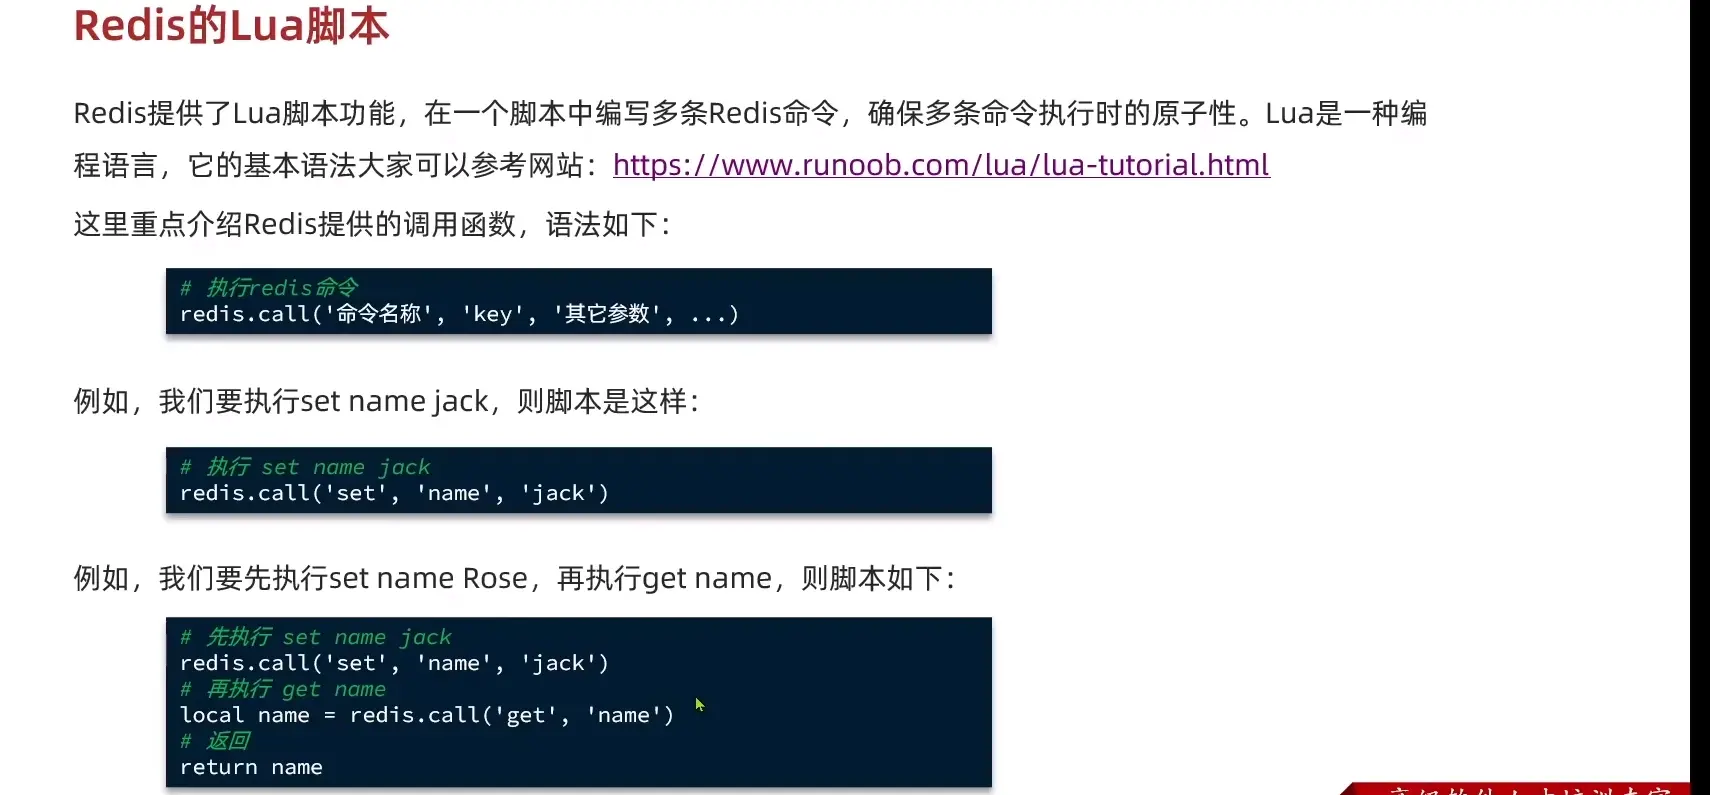 Redis的Lua脚本
Redis提供了Lua脚本功能，在一个脚本中编写多条Redis命令，确保多条命令执行时的原子性。Lua是一种编
程语言，它的基本语法大家可以参考网站：https://www.runoob.com/lua/lua-tutorial.html
这里重点介绍Redis提供的调用函数，语法如下：
# 执行redis命令
redis.call('命令名称', 'key', '其它参数', ...)
例如，我们要执行set name jack，则脚本是这样：
# 执行 set name jack
redis.call('set', 'name', 'jack')
例如，我们要先执行set name Rose，再执行get name，则脚本如下：
# 先执行 set name jack
redis.call('set', 'name', 'jack')
# 再执行 get name
local name = redis.call('get', 'name')
# 返回
return name